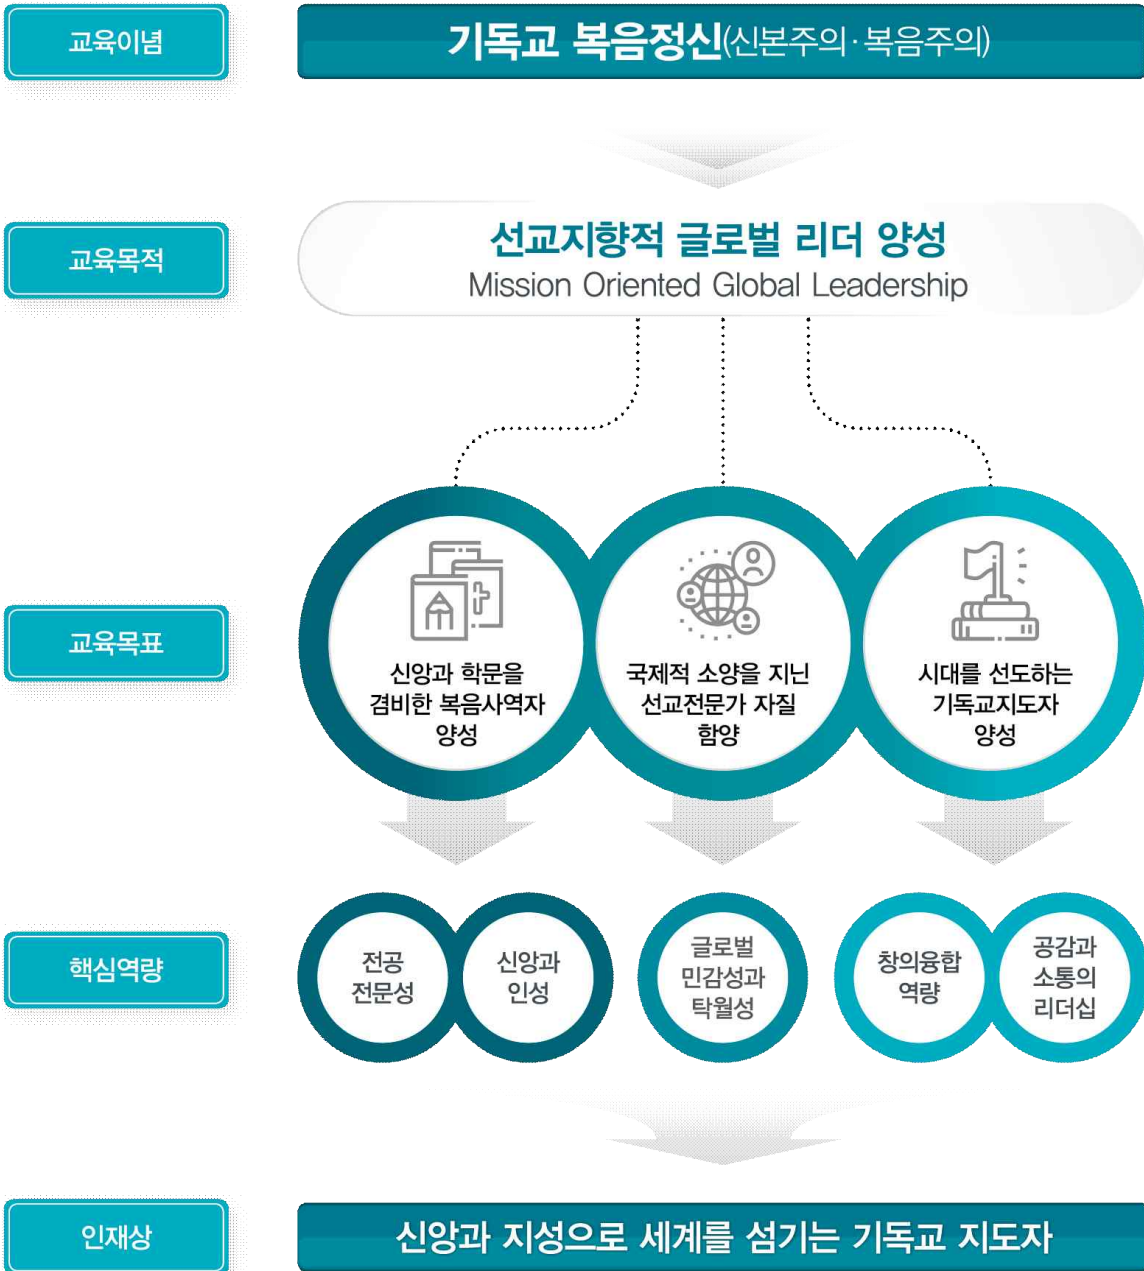 교육이념
기독교 복음정신(신본주의·복음주의)
교육목적
선교지향적 글로벌 리더 양성
Mission Oriented Global Leadership
교육목표
신앙과 학문을
겸비한 복음사역자
양성
국제적 소양을 지닌
선교전문가 자질
함양
시대를 선도하는
기독교지도자
양성
핵심역량
전공
전문성
신앙과
인성
글로벌
민감성과
탁월성
창의융합
역량
공감과
소통의
리더십
인재상
신앙과 지성으로 세계를 섬기는 기독교 지도자